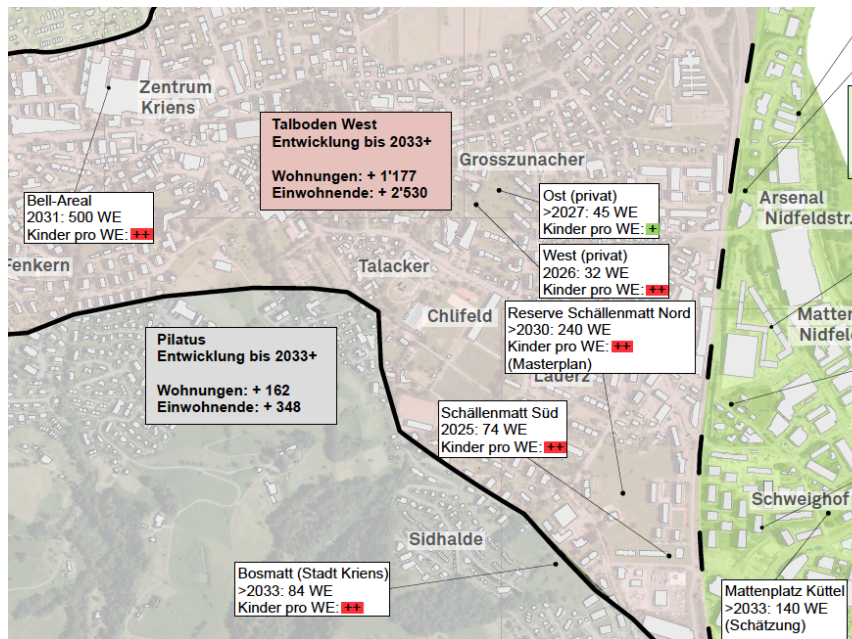 Zentrum
Kriens
Talboden West
Entwicklung bis 2033+
Wohnungen: + 1'177
Einwohnende: + 2'530
Grosszunacher
Bell-Areal
2031: 500 WE
Kinder pro WE: ++
Ost (privat)
>2027: 45 WE
Kinder pro WE: +
Arsenal
Nidfeldstr.
West (privat)
2026: 32 WE
Kinder pro WE: ++
Fenkern
Talacker
Chlifeld
Reserve Schällenmatt Nord
>2030: 240 WE
Kinder pro WE: ++
(Masterplan)
Lauerz
Matten
Nidfeld
Pilatus
Entwicklung bis 2033+
Wohnungen: + 162
Einwohnende: + 348
Schällenmatt Süd
2025: 74 WE
Kinder pro WE: ++
Schweighof
Sidhalde
Bosmatt (Stadt Kriens)
>2033: 84 WE
Kinder pro WE: ++
Mattenplatz Küttel
>2033: 140 WE
(Schätzung)